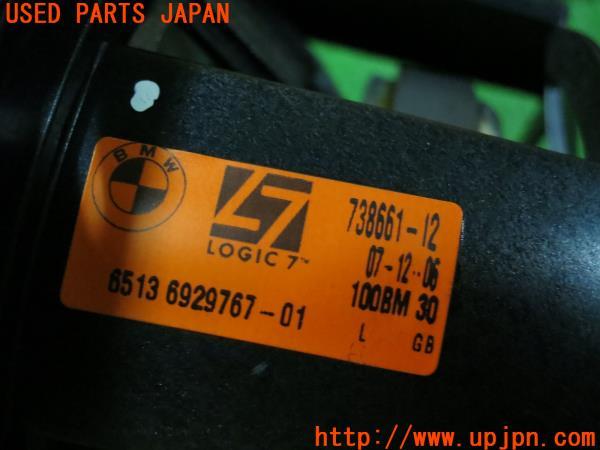 USED PARTS JAPAN
BMW
LOGIC 7™
738661-12
07-12-06
6513 6929767-01
100BM 30
L GB
http://www.upjpn.com/